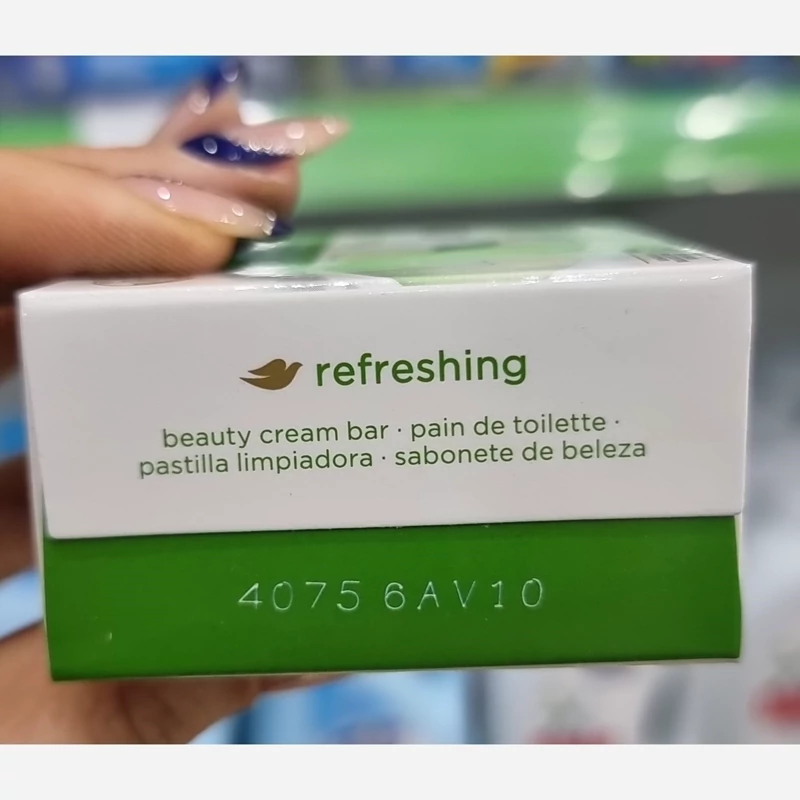 refreshing
beauty cream bar · pain de toilette ·
pastilla limpiadora · sabonete de beleza
4075 6AV10